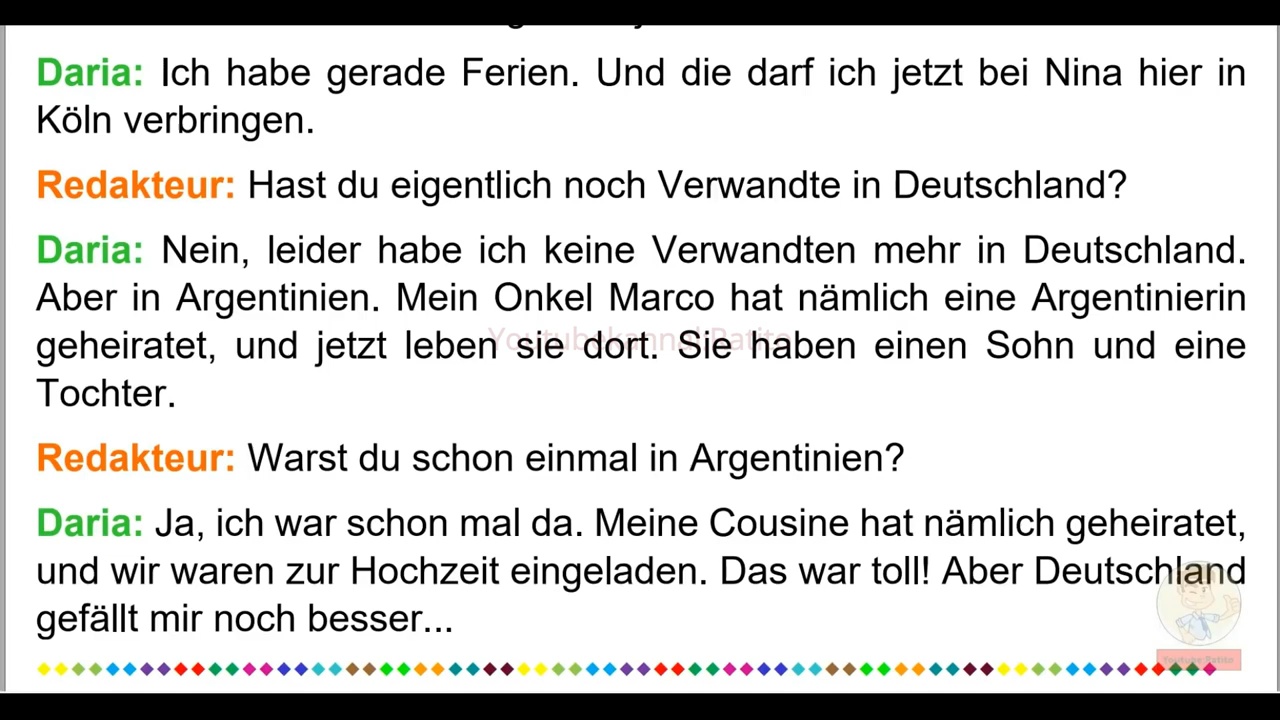 Daria: Ich habe gerade Ferien. Und die darf ich jetzt bei Nina hier in
Köln verbringen.
Redakteur: Hast du eigentlich noch Verwandte in Deutschland?
Daria: Nein, leider habe ich keine Verwandten mehr in Deutschland.
Aber in Argentinien. Mein Onkel Marco hat nämlich eine Argentinierin
geheiratet, und jetzt leben sie dort. Sie haben einen Sohn und eine
Youtubekannal Patito
Tochter.
Redakteur: Warst du schon einmal in Argentinien?
Daria: Ja, ich war schon mal da. Meine Cousine hat nämlich geheiratet,
und wir waren zur Hochzeit eingeladen. Das war toll! Aber Deutschland
gefällt mir noch besser...
Youtube Patito